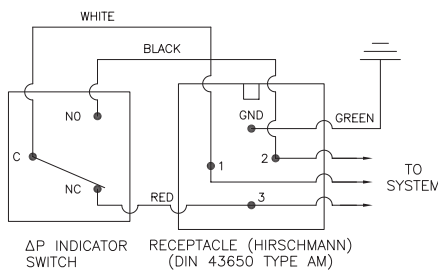 WHITE
BLACK
NO
GND
GREEN
C
1
2
NC
RED
3
TO
SYSTEM
ΔP INDICATOR
SWITCH
RECEPTACLE (HIRSCHMANN)
(DIN 43650 TYPE AM)